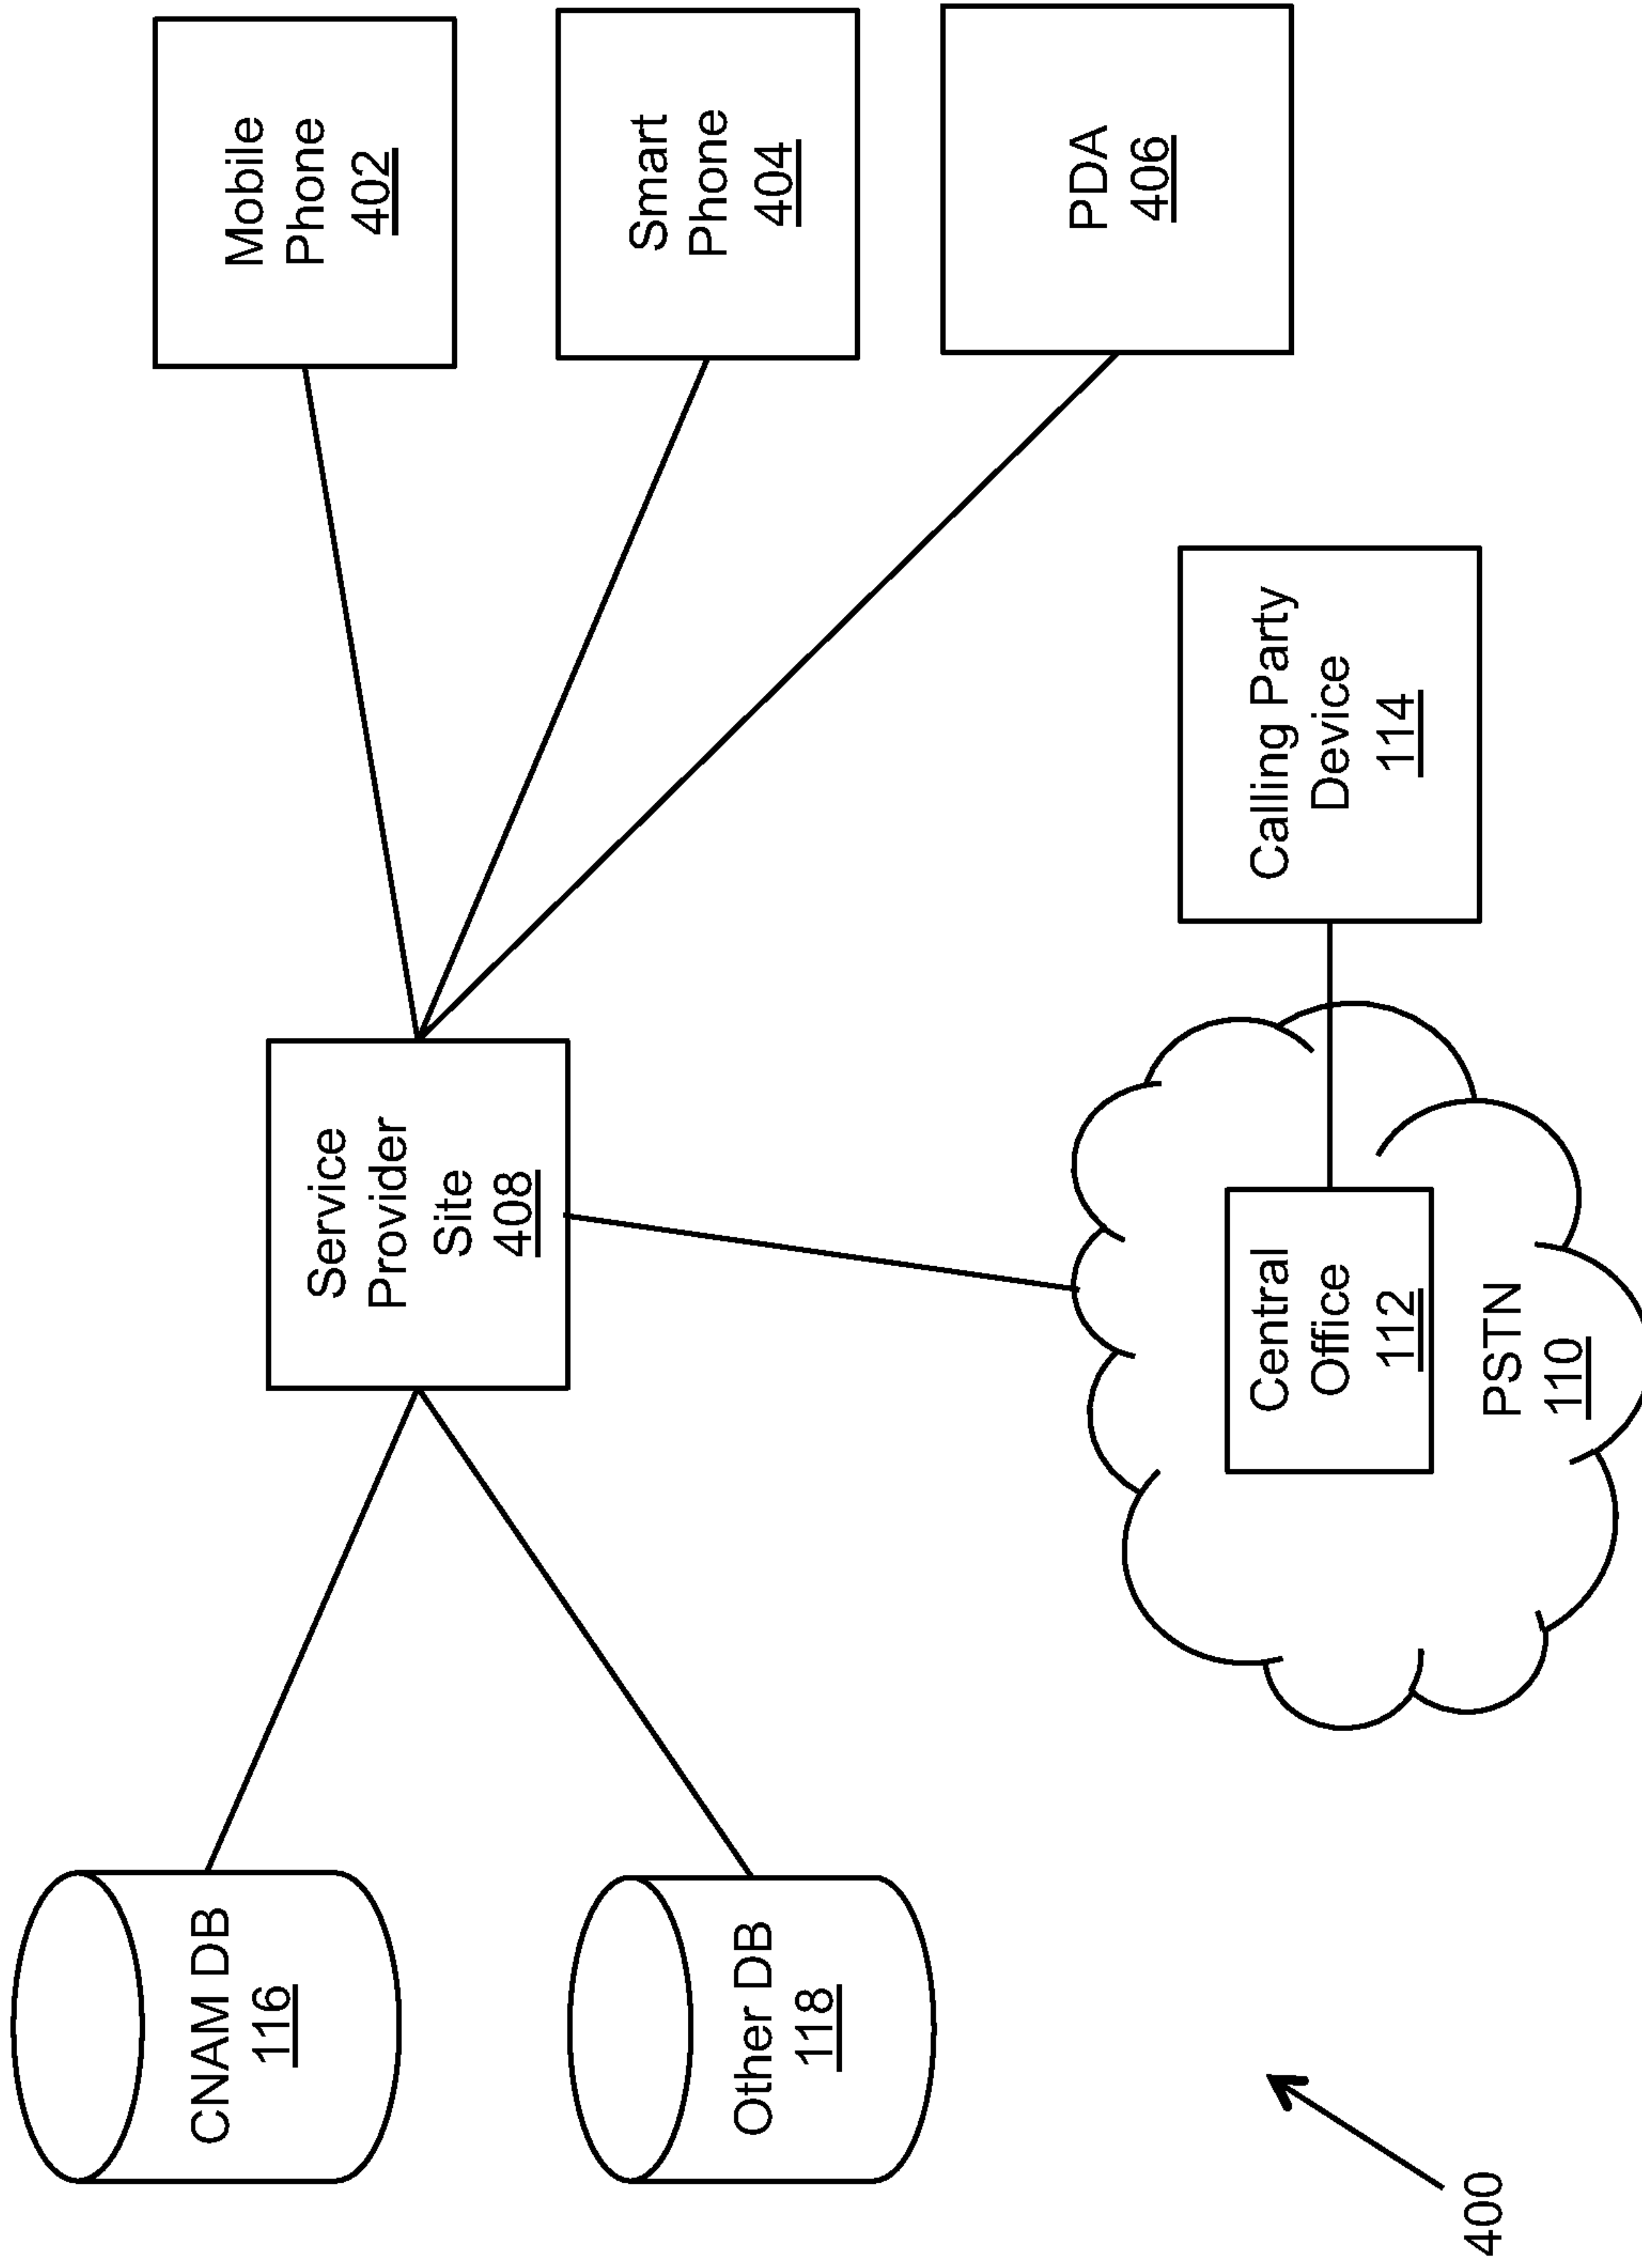 CNAM DB
116
Service
Provider
Site
408
Mobile
Phone
402
Other DB
118
Smart
Phone
404
PDA
406
Central
Office
112
PSTN
110
Calling Party
Device
114
400